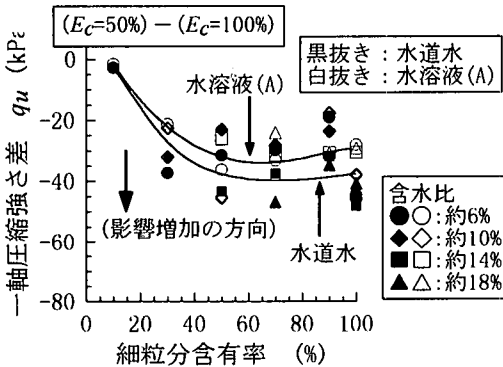 (E_c=50%) − (E_c=100%)
一軸圧縮強さ差 q_u (kPa
0
-20
-40
-60
-80
0 20 40 60 80 100
細粒分含有率 (%)
黒抜き：水道水
白抜き：水溶液(A)
水溶液(A)
(影響増加の方向)
水道水
含水比
●○：約6%
◆◇：約10%
■□：約14%
▲△：約18%